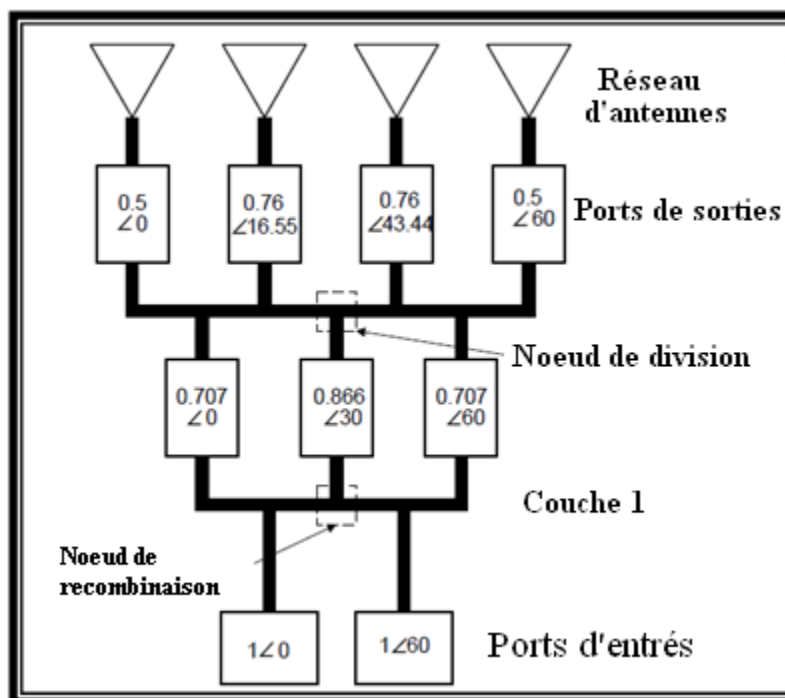 Réseau
d'antennes
0.5
∠0
0.76
∠16.55
0.76
∠43.44
0.5
∠60
Ports de sorties
Noeud de division
0.707
∠0
0.866
∠30
0.707
∠60
Couche 1
Noeud de
recombinaison
1∠0
1∠60
Ports d'entrés